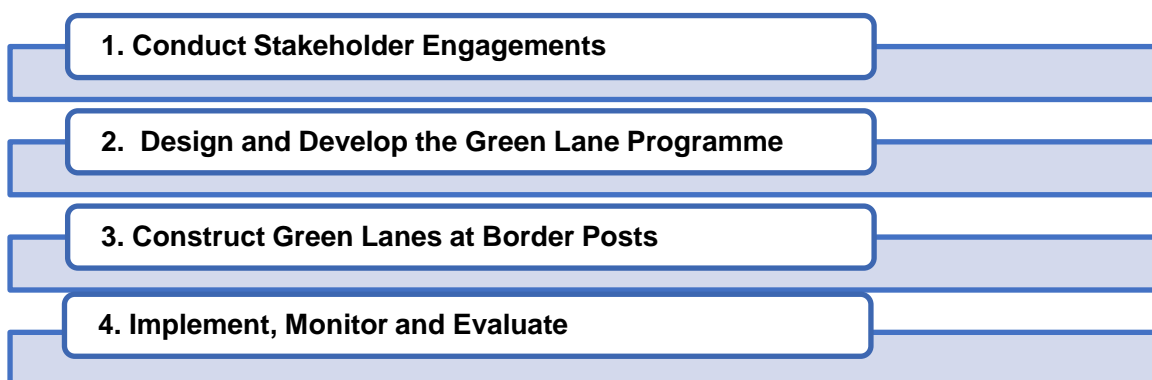 1. Conduct Stakeholder Engagements
2. Design and Develop the Green Lane Programme
3. Construct Green Lanes at Border Posts
4. Implement, Monitor and Evaluate